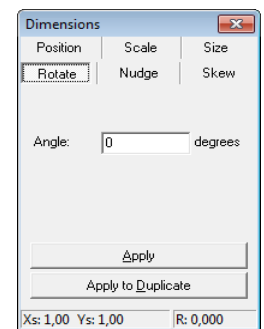 Dimensions
Position Scale Size
Rotate Nudge Skew
Angle: 0 degrees
Apply
Apply to Duplicate
Xs: 1,00 Ys: 1,00 R: 0,000